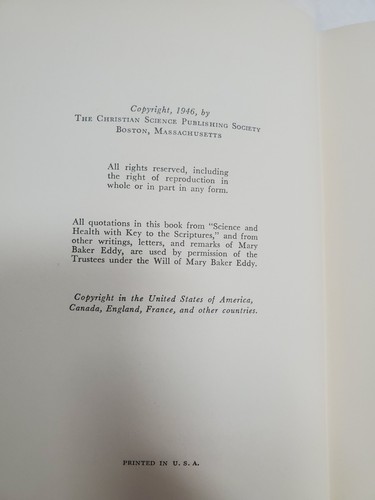 Copyright, 1946, by
THE CHRISTIAN SCIENCE PUBLISHING SOCIETY
BOSTON, MASSACHUSETTS
All rights reserved, including
the right of reproduction in
whole or in part in any form.
All quotations in this book from "Science and
Health with Key to the Scriptures," and from
other writings, letters, and remarks of Mary
Baker Eddy, are used by permission of the
Trustees under the Will of Mary Baker Eddy.
Copyright in the United States of America,
Canada, England, France, and other countries.
PRINTED IN U. S. A.